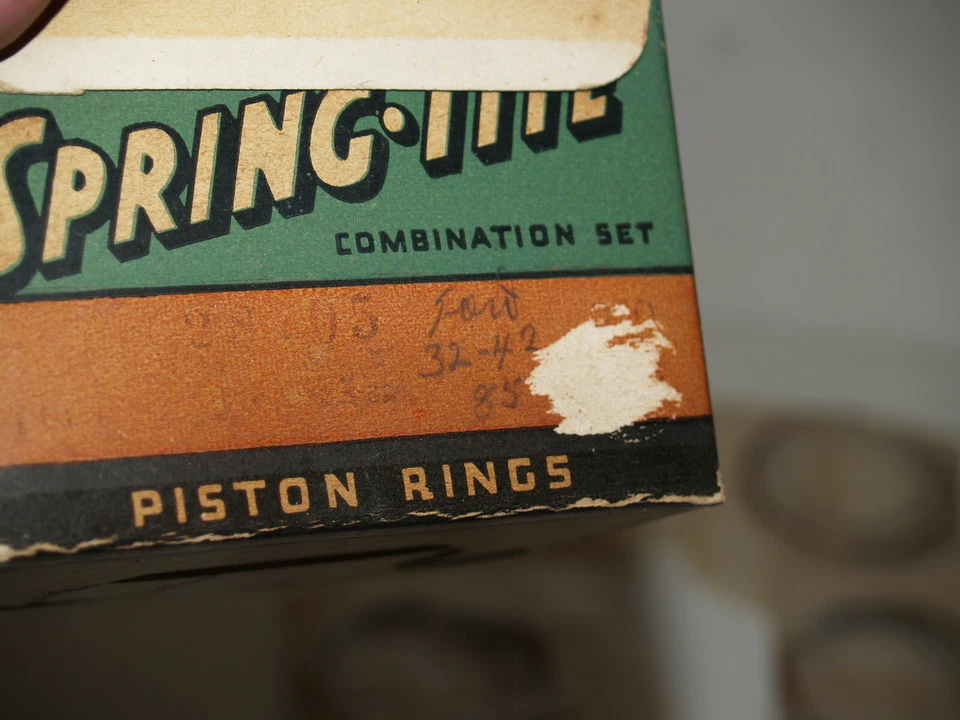 SPRING·TITE
COMBINATION SET
Ford
32-42
85
PISTON RINGS